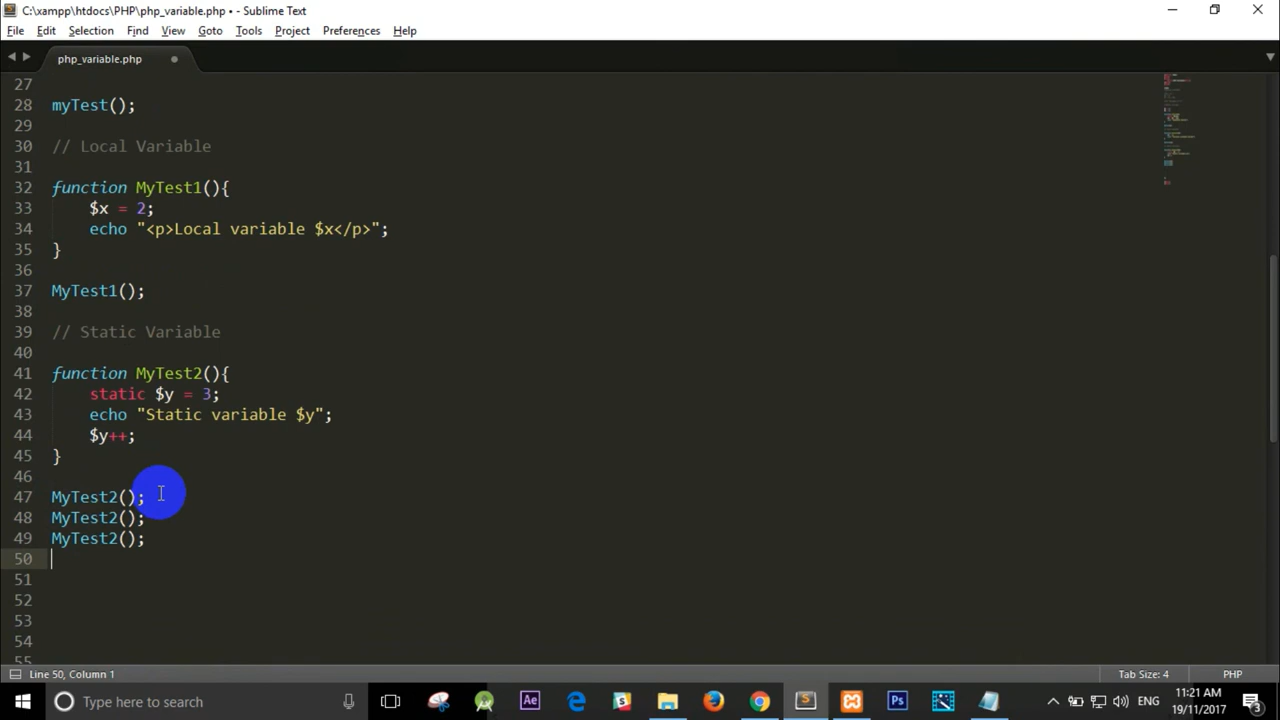 C:\xampp\htdocs\PHP\php_variable.php • - Sublime Text
File Edit Selection Find View Goto Tools Project Preferences Help
php_variable.php
27
28 myTest();
29
30 // Local Variable
31
32 function MyTest1(){
33 $x = 2;
34 echo "<p>Local variable $x</p>";
35 }
36
37 MyTest1();
38
39 // Static Variable
40
41 function MyTest2(){
42 static $y = 3;
43 echo "Static variable $y";
44 $y++;
45 }
46
47 MyTest2();
48 MyTest2();
49 MyTest2();
50
51
52
53
54
55
Line 50, Column 1 Tab Size: 4 PHP
Type here to search Ae Ps ENG 11:21 AM
19/11/2017 3